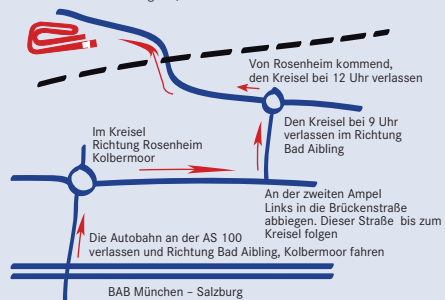 Von Rosenheim kommend,
den Kreisel bei 12 Uhr verlassen
Den Kreisel bei 9 Uhr
verlassen im Richtung
Bad Aibling
Im Kreisel
Richtung Rosenheim
Kolbermoor
An der zweiten Ampel
Links in die Brückenstraße
abbiegen. Dieser Straße bis zum
Kreisel folgen
Die Autobahn an der AS 100
verlassen und Richtung Bad Aibling, Kolbermoor fahren
BAB München – Salzburg